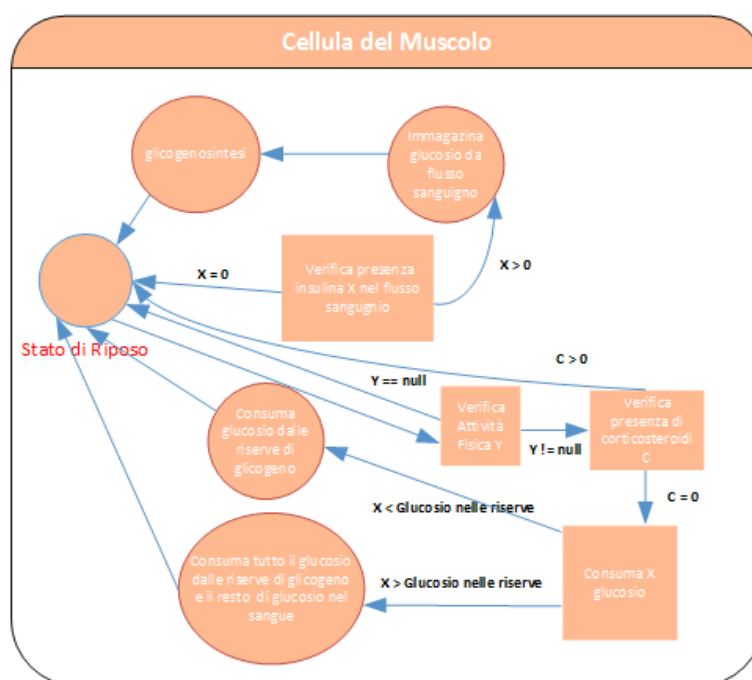 Cellula del Muscolo
glicogenosintesi
Immagazina
glucosio da
flusso
sanguigno
X = 0
Verifica presenza
insulina X nel flusso
sangugnio
X > 0
Stato di Riposo
Y == null
C > 0
Consuma
glucosio dalle
riserve di
glicogeno
Verifica
Attività
Fisica Y
Y != null
Verifica
presenza di
corticosteroidi
C
C = 0
X < Glucosio nelle riserve
Consuma tutto il glucosio
dalle riserve di glicogeno
e il resto di glucosio nel
sangue
X > Glucosio nelle riserve
Consuma X
glucosio